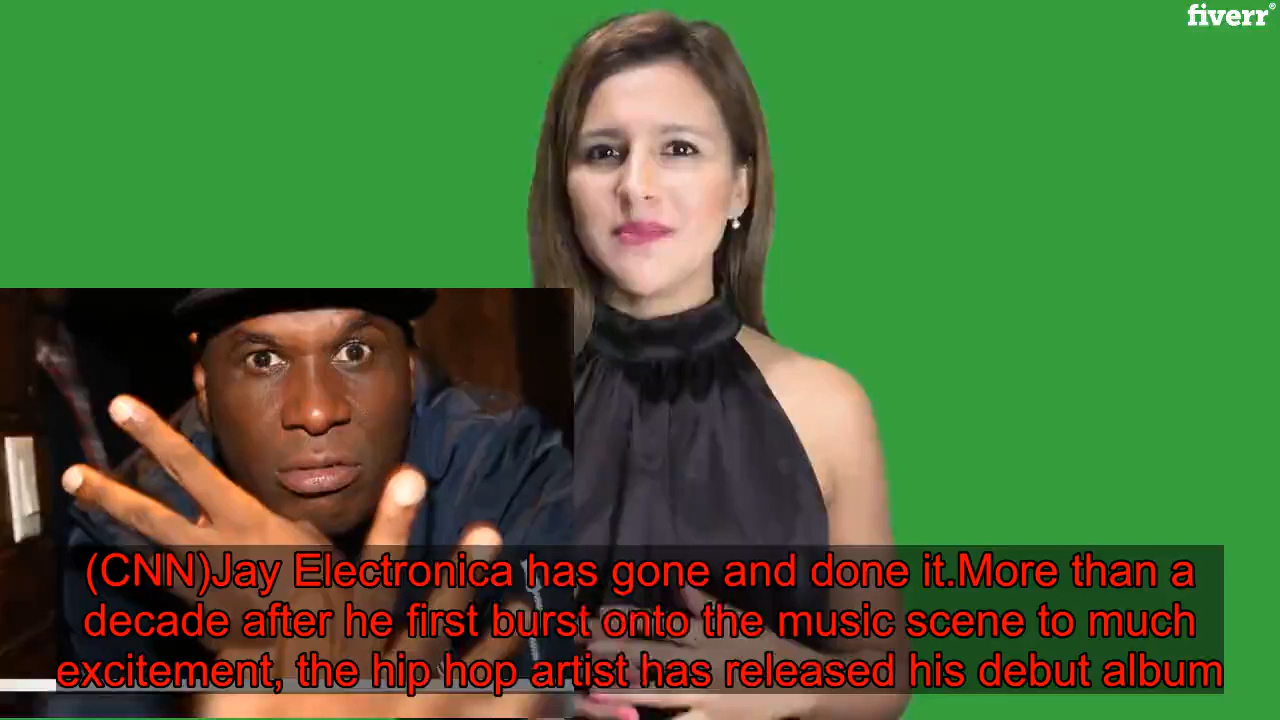 fiverr®
(CNN)Jay Electronica has gone and done it.More than a
decade after he first burst onto the music scene to much
excitement, the hip hop artist has released his debut album